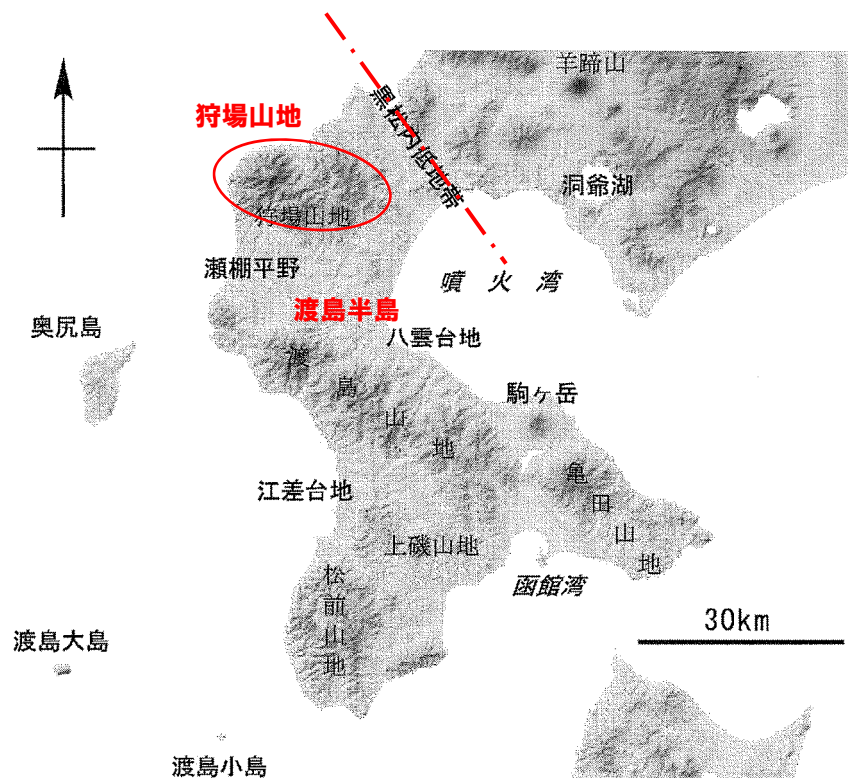 羊蹄山
狩場山地
黒松内低地帯
洞爺湖
狩場山地
瀬棚平野
噴火湾
渡島半島
奥尻島
八雲台地
渡島山地
駒ヶ岳
亀田山地
江差台地
上磯山地
松前山地
函館湾
30km
渡島大島
渡島小島